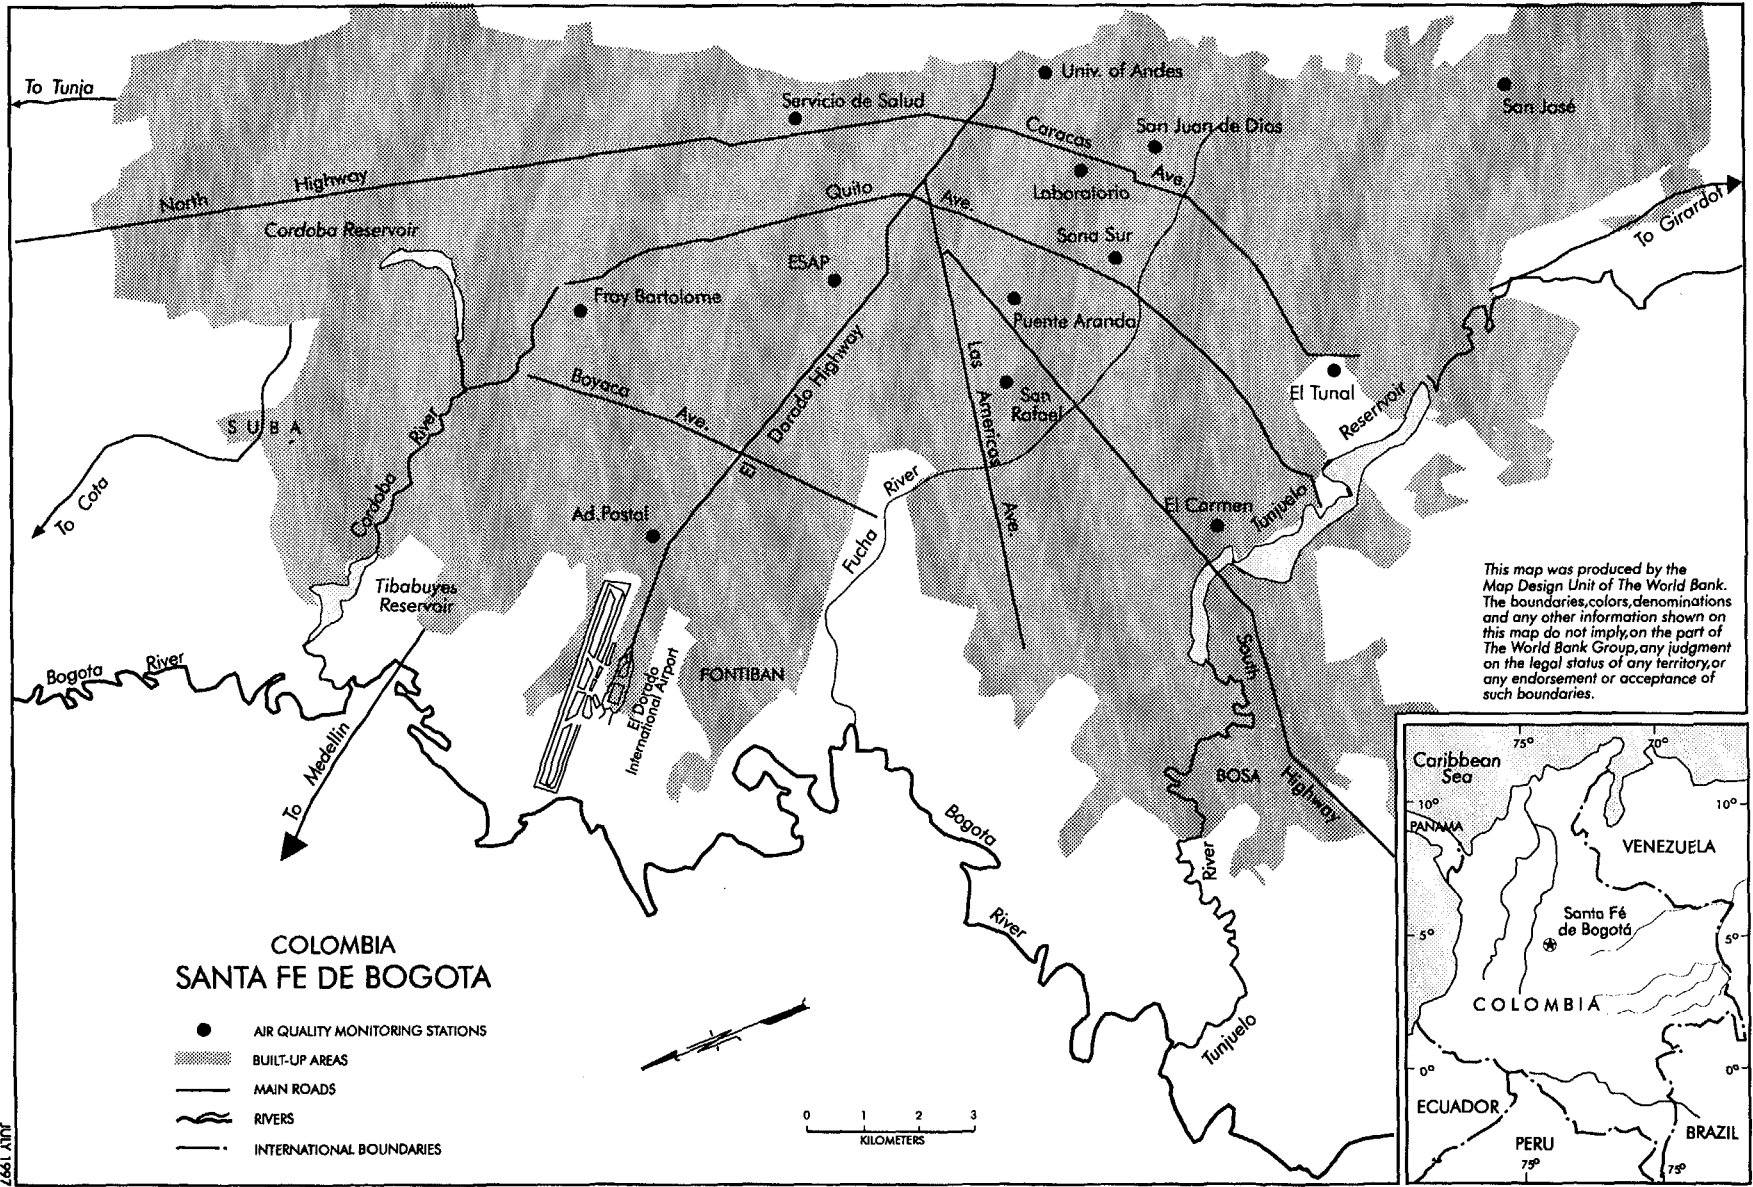 To Tunja
Univ. of Andes
San José
Servicio de Salud
Caracas
Ave.
San Juan de Dios
Laboratorio
North
Highway
Quito
Ave.
Cordoba Reservoir
Sona Sur
To Girardot
ESAP
Fray Bartolome
Puente Aranda
Boyaca
Ave.
El
Dorado Highway
Las
Americas
Ave.
San
Rafael
El Tunal
Reservoir
Tunjuelo
SUBA
Cordoba
River
To Cota
Fucha
River
El Carmen
Ad.Postal
Tibabuyes
Reservoir
Bogota
River
El Dorado
International Airport
FONTIBAN
South
Highway
BOSA
To Medellin
Bogota
River
River
Tunjuelo
This map was produced by the
Map Design Unit of The World Bank.
The boundaries,colors,denominations
and any other information shown on
this map do not imply,on the part of
The World Bank Group,any judgment
on the legal status of any territory,or
any endorsement or acceptance of
such boundaries.
COLOMBIA
SANTA FE DE BOGOTA
AIR QUALITY MONITORING STATIONS
BUILT-UP AREAS
MAIN ROADS
RIVERS
INTERNATIONAL BOUNDARIES
0 1 2 3
KILOMETERS
75° 70°
Caribbean
Sea
10° 10°
PANAMA
VENEZUELA
Santa Fé
de Bogotá
5° 5°
COLOMBIA
0° 0°
ECUADOR
PERU
BRAZIL
75° 75°
JULY 1997